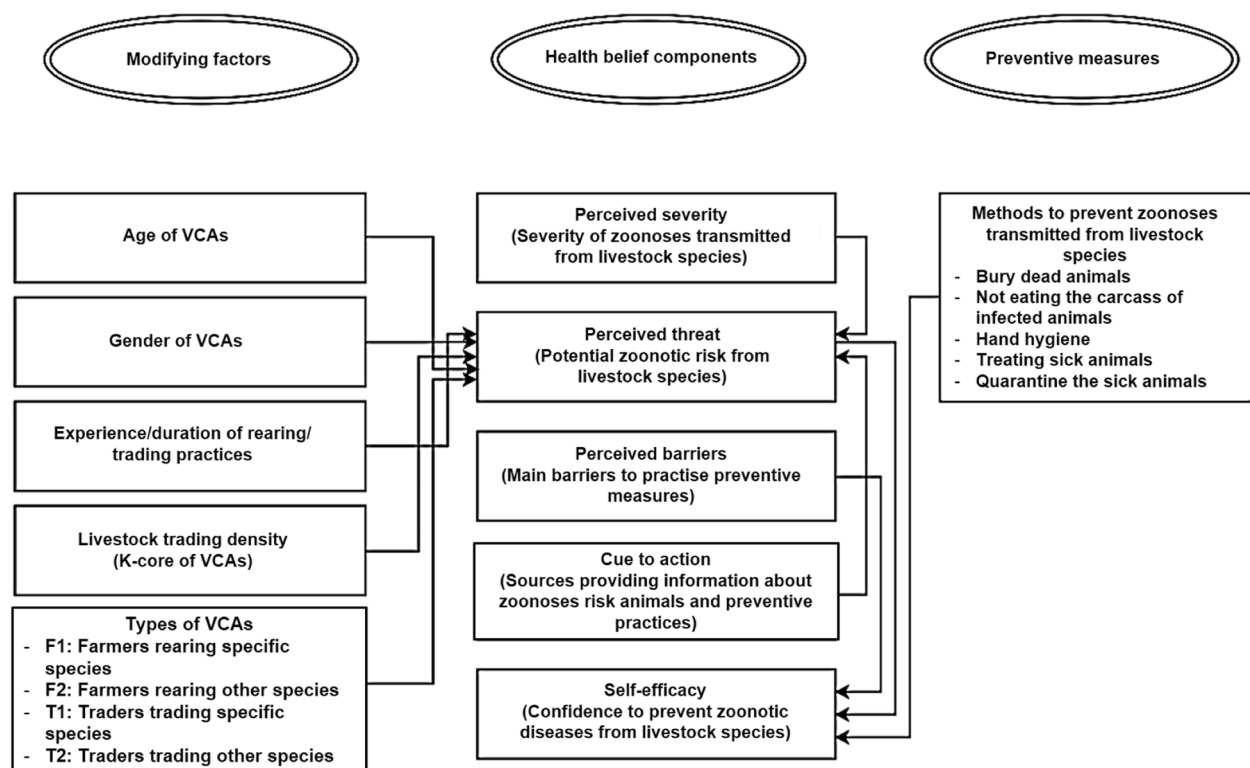 Modifying factors
Health belief components
Preventive measures
Age of VCAs
Gender of VCAs
Experience/duration of rearing/
trading practices
Livestock trading density
(K-core of VCAs)
Types of VCAs
- F1: Farmers rearing specific
species
- F2: Farmers rearing other species
- T1: Traders trading specific
species
- T2: Traders trading other species
Perceived severity
(Severity of zoonoses transmitted
from livestock species)
Perceived threat
(Potential zoonotic risk from
livestock species)
Perceived barriers
(Main barriers to practise preventive
measures)
Cue to action
(Sources providing information about
zoonoses risk animals and preventive
practices)
Self-efficacy
(Confidence to prevent zoonotic
diseases from livestock species)
Methods to prevent zoonoses
transmitted from livestock
species
- Bury dead animals
- Not eating the carcass of
infected animals
- Hand hygiene
- Treating sick animals
- Quarantine the sick animals